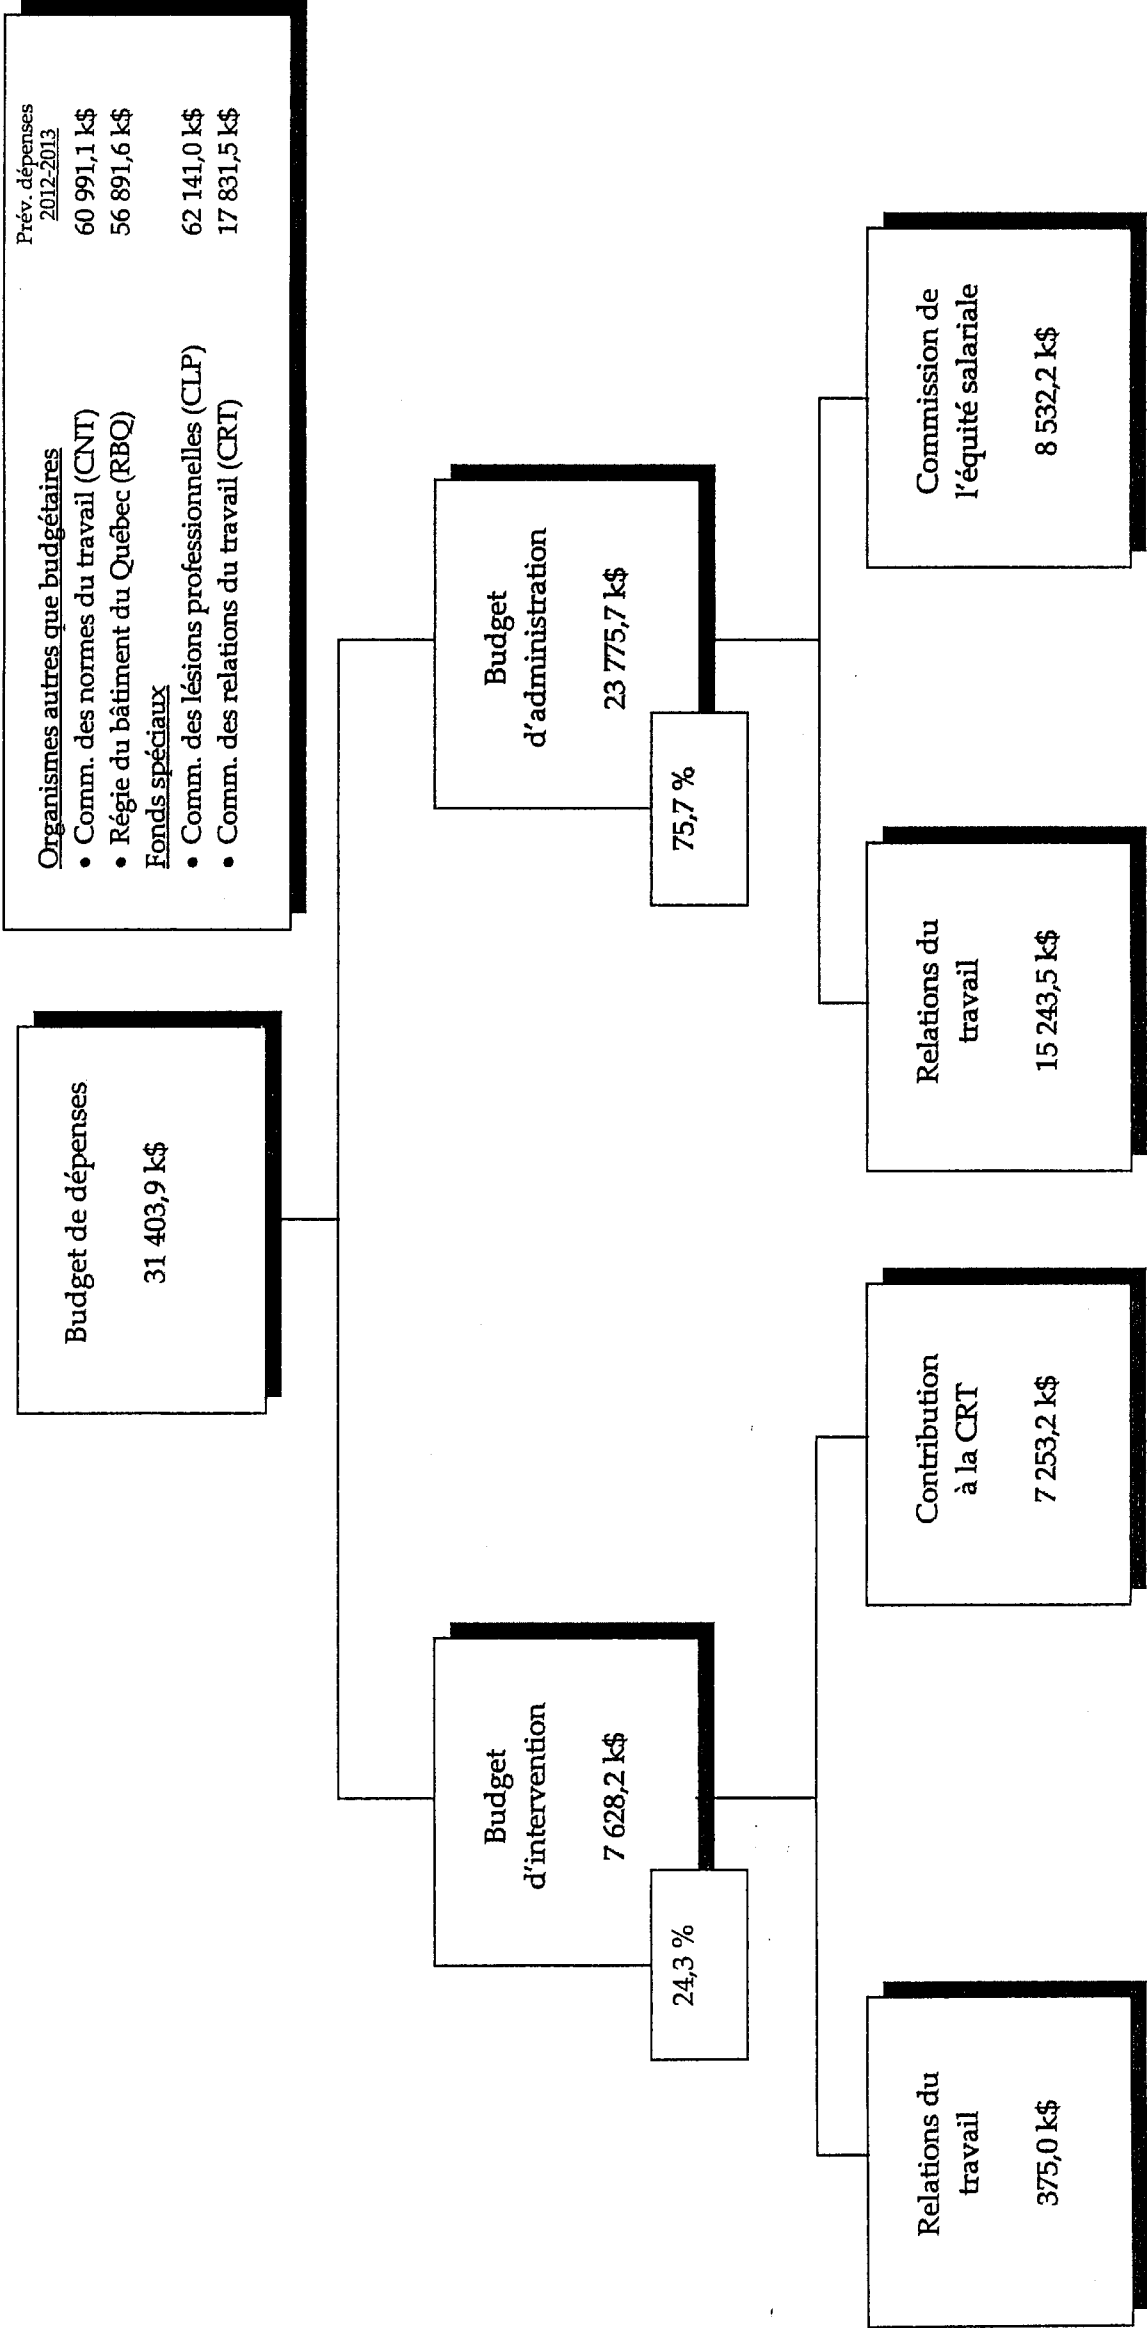 Prév. dépenses
2012-2013
Organismes autres que budgétaires
• Comm. des normes du travail (CNT) 60 991,1 k$
• Régie du bâtiment du Québec (RBQ) 56 891,6 k$
Fonds spéciaux
• Comm. des lésions professionnelles (CLP) 62 141,0 k$
• Comm. des relations du travail (CRT) 17 831,5 k$
Budget de dépenses
31 403,9 k$
Budget
d'intervention
7 628,2 k$
24,3 %
Budget
d'administration
23 775,7 k$
75,7 %
Relations du
travail
375,0 k$
Contribution
à la CRT
7 253,2 k$
Relations du
travail
15 243,5 k$
Commission de
l'équité salariale
8 532,2 k$